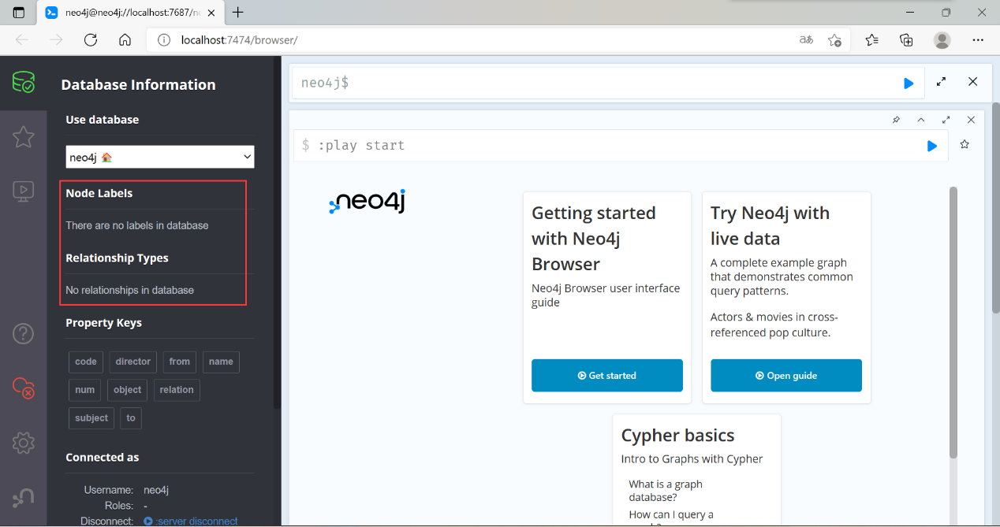 neo4j@neo4j://localhost:7687/ne
localhost:7474/browser/
Database Information
Use database
neo4j
Node Labels
There are no labels in database
Relationship Types
No relationships in database
Property Keys
code director from name
num object relation
subject to
Connected as
Username: neo4j
Roles: -
Disconnect: :server disconnect
neo4j$
$ :play start
neo4j
Getting started
with Neo4j
Browser
Neo4j Browser user interface
guide
Get started
Try Neo4j with
live data
A complete example graph
that demonstrates common
query patterns.
Actors & movies in cross-
referenced pop culture.
Open guide
Cypher basics
Intro to Graphs with Cypher
What is a graph
database?
How can I query a